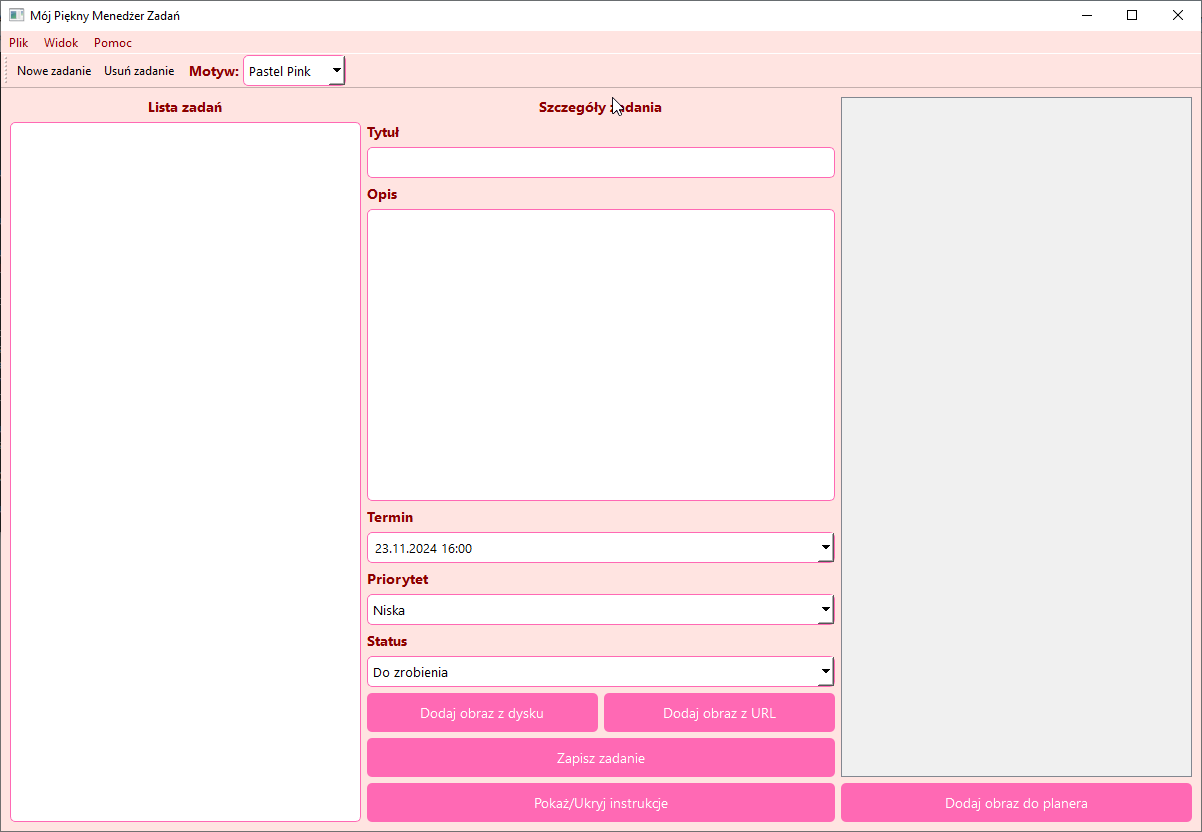 Mój Piękny Menedżer Zadań
Plik Widok Pomoc
Nowe zadanie Usuń zadanie Motyw: Pastel Pink
Lista zadań
Szczegóły zadania
Tytuł
Opis
Termin
23.11.2024 16:00
Priorytet
Niska
Status
Do zrobienia
Dodaj obraz z dysku Dodaj obraz z URL
Zapisz zadanie
Pokaż/Ukryj instrukcje
Dodaj obraz do planera